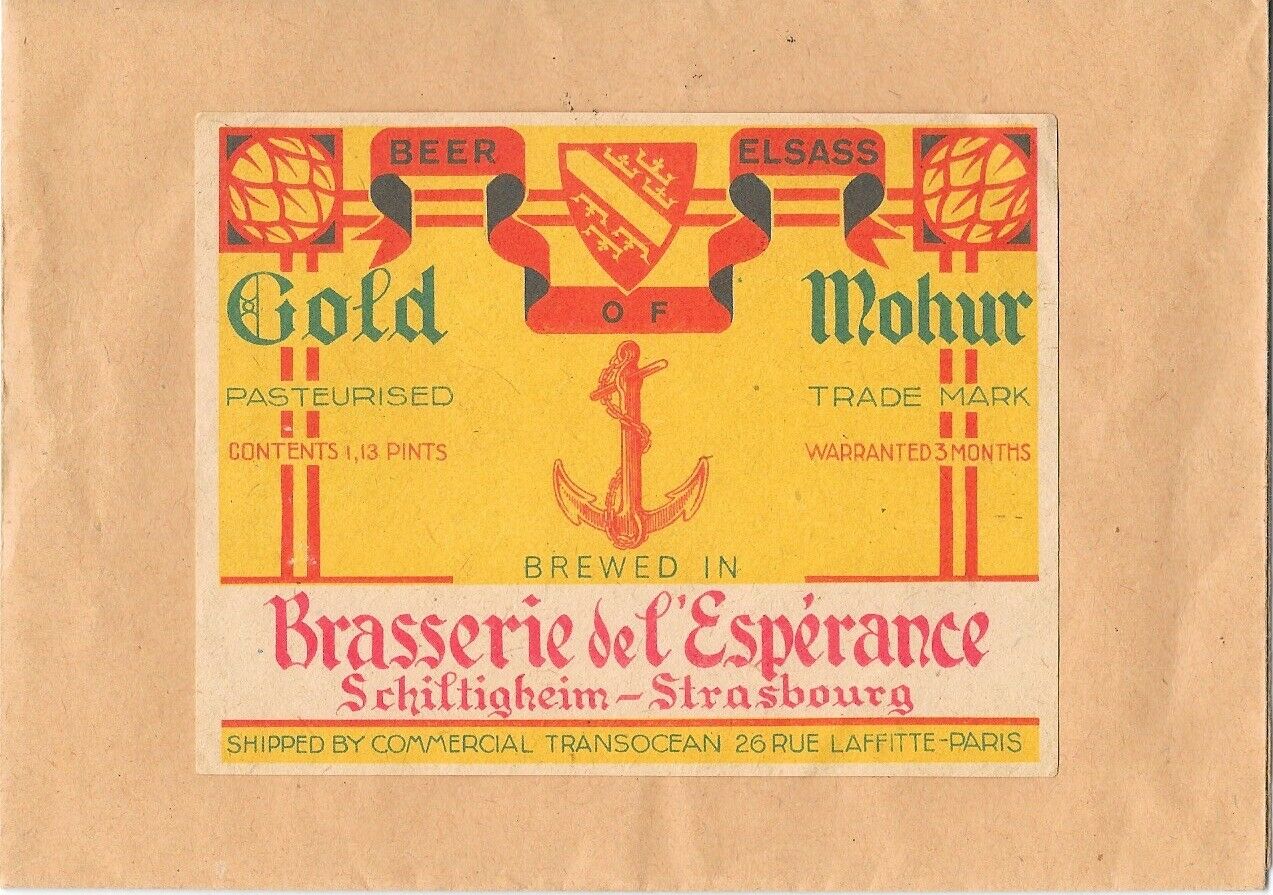 BEER OF ELSASS
Gold Mohur
PASTEURISED TRADE MARK
CONTENTS 1,13 PINTS WARRANTED 3 MONTHS
BREWED IN
Brasserie de l'Espérance
Schiltigheim-Strasbourg
SHIPPED BY COMMERCIAL TRANSOCEAN 26 RUE LAFFITTE-PARIS